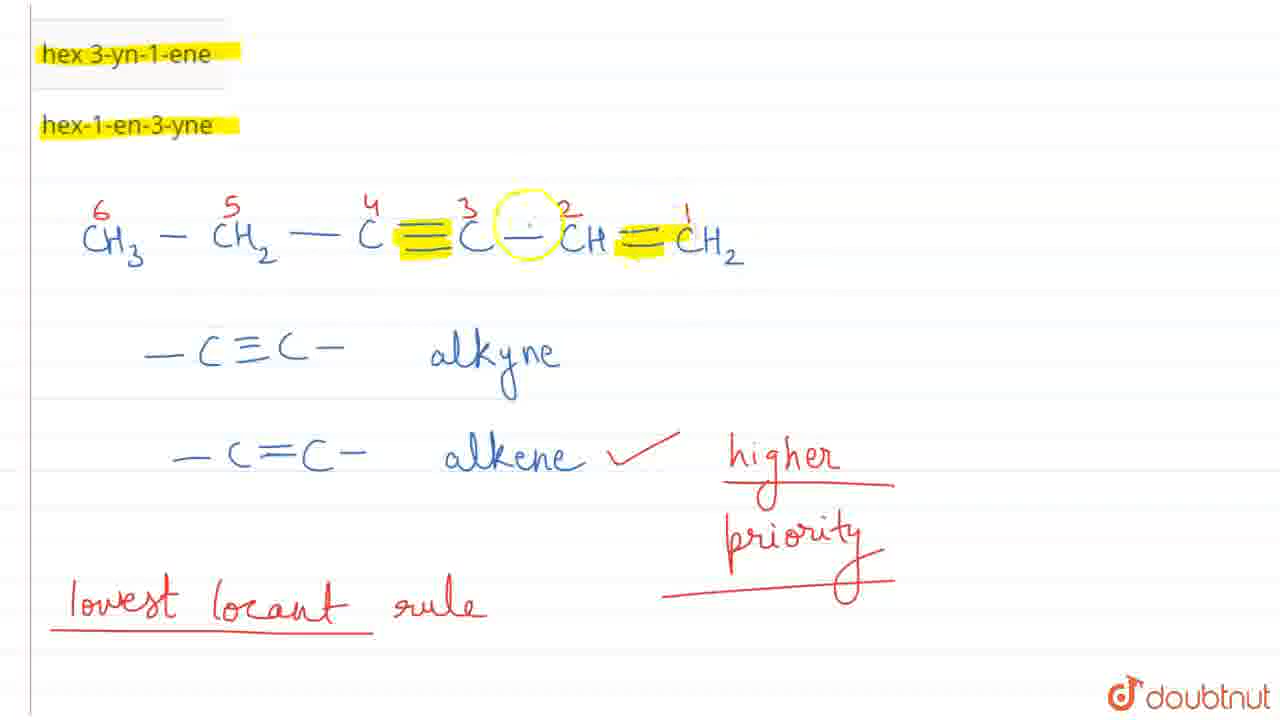 hex 3-yn-1-ene
hex-1-en-3-yne
6 5 4 3 2 1
CH₃ — CH₂ — C ≡ C — CH = CH₂
— C ≡ C — alkyne
— C = C — alkene ✓ higher
priority
lowest locant rule
doubtnut